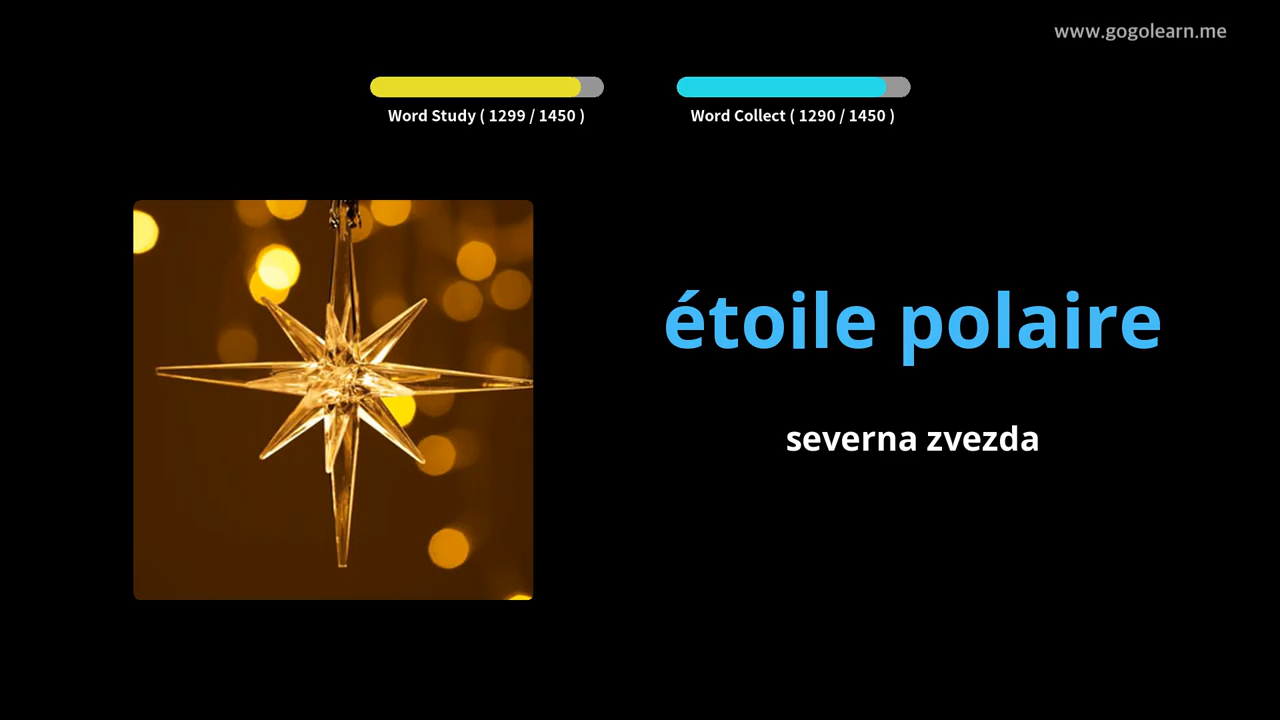 www.gogolearn.me
Word Study ( 1299 / 1450 )
Word Collect ( 1290 / 1450 )
étoile polaire
severna zvezda